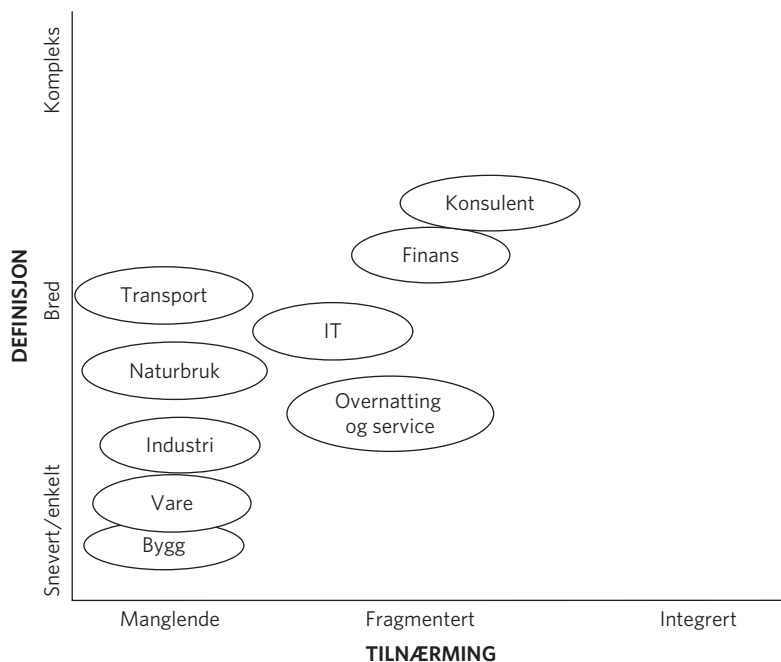 Kompleks
Konsulent
Finans
DEFINISJON
Bred
Transport
IT
Naturbruk
Overnatting
og service
Industri
Snevert/enkelt
Vare
Bygg
Manglende
Fragmentert
Integrert
TILNÆRMING